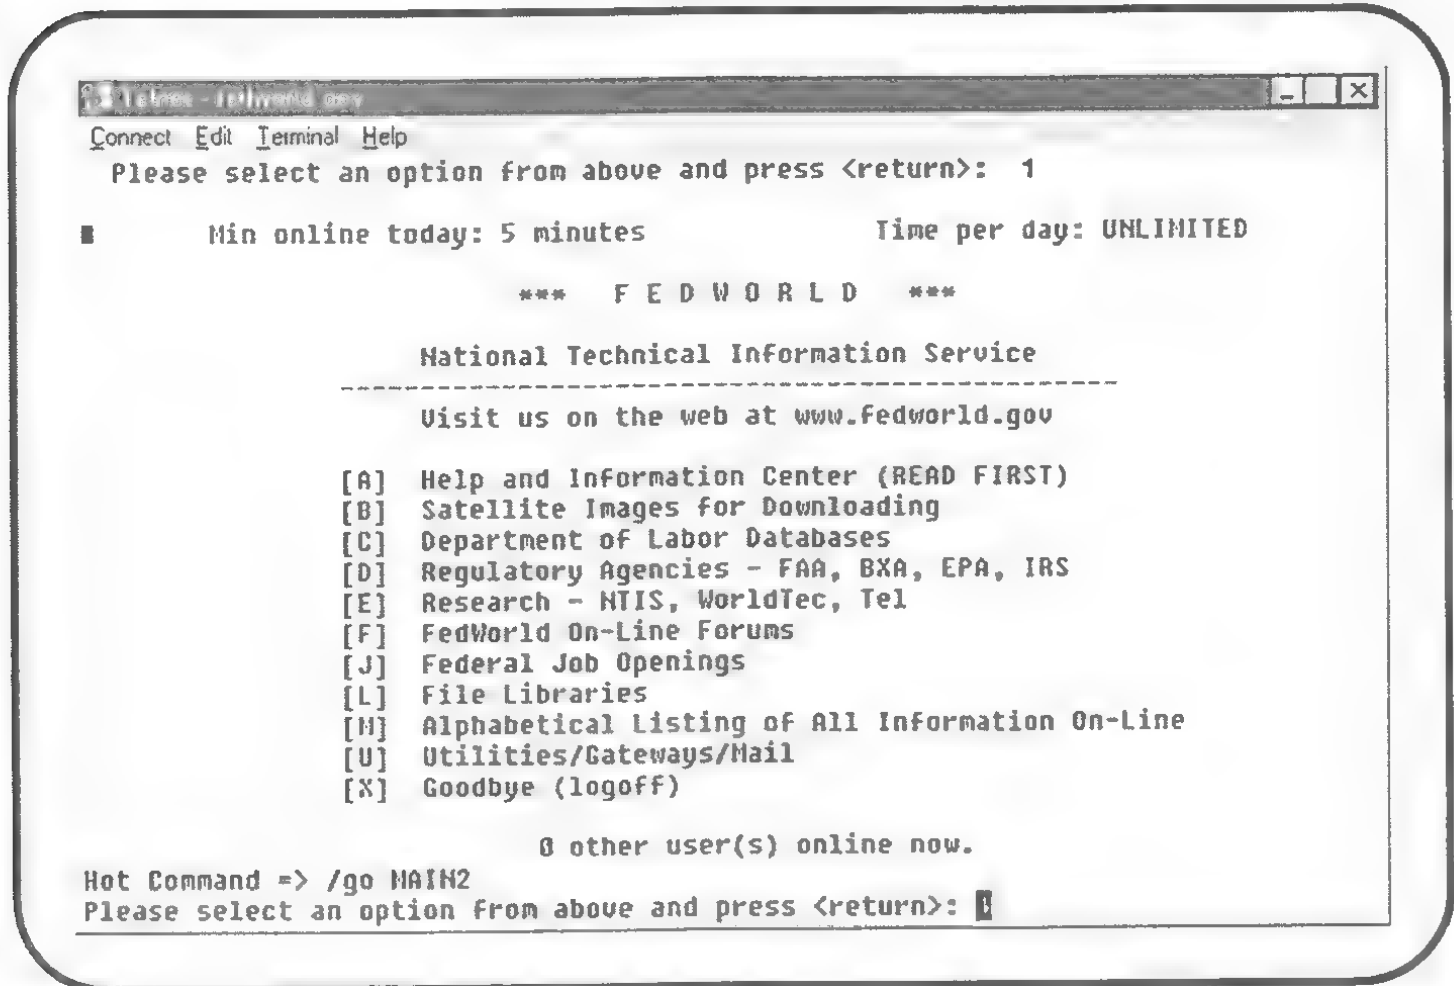 Telnet - fedworld.gov
Connect Edit Terminal Help
Please select an option from above and press <return>: 1
Min online today: 5 minutes Time per day: UNLIMITED
*** F E D W O R L D ***
National Technical Information Service
------------------------------------------------
Visit us on the web at www.fedworld.gov
[A] Help and Information Center (READ FIRST)
[B] Satellite Images for Downloading
[C] Department of Labor Databases
[D] Regulatory Agencies - FAA, BXA, EPA, IRS
[E] Research - NTIS, WorldTec, Tel
[F] FedWorld On-Line Forums
[J] Federal Job Openings
[L] File Libraries
[M] Alphabetical Listing of All Information On-Line
[U] Utilities/Gateways/Mail
[X] Goodbye (logoff)
0 other user(s) online now.
Hot Command => /go MAIN2
Please select an option from above and press <return>: